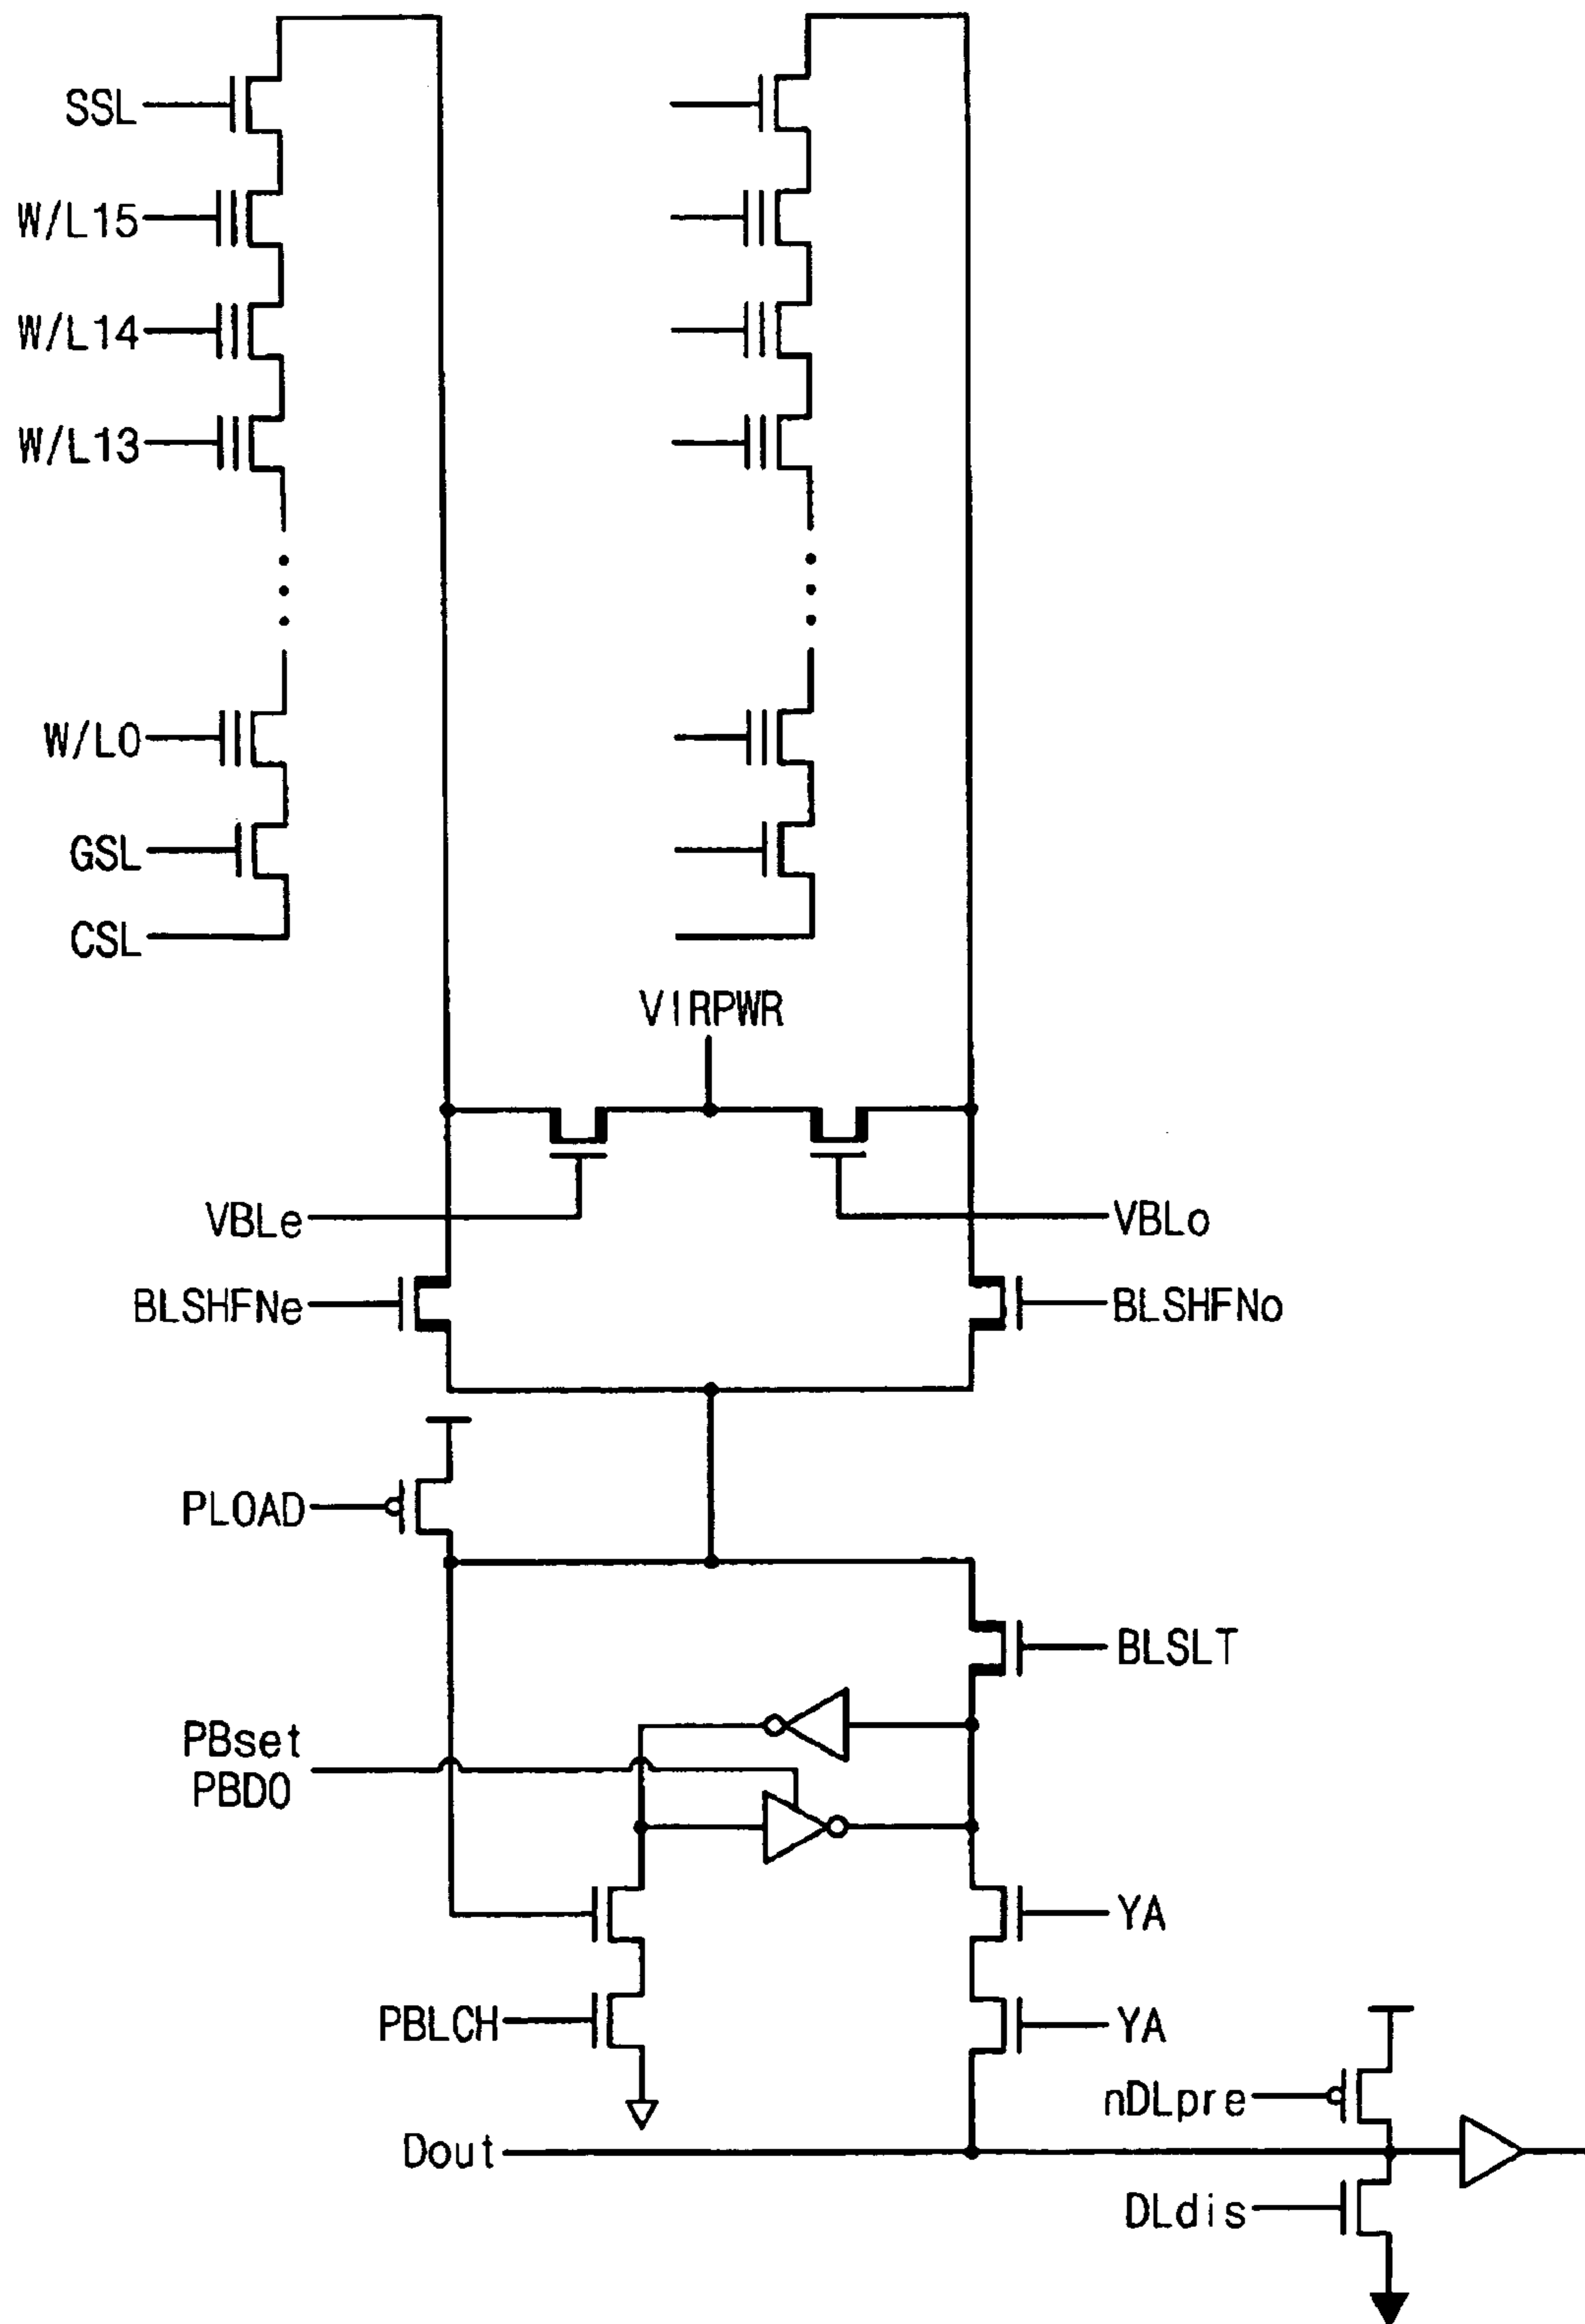 SSL
W/L15
W/L14
W/L13
W/L0
GSL
CSL
VIRPWR
VBLe
VBLo
BLSHFNe
BLSHFNo
PLOAD
BLSLT
PBset
PBDO
YA
PBLCH
YA
nDLpre
Dout
DLdis